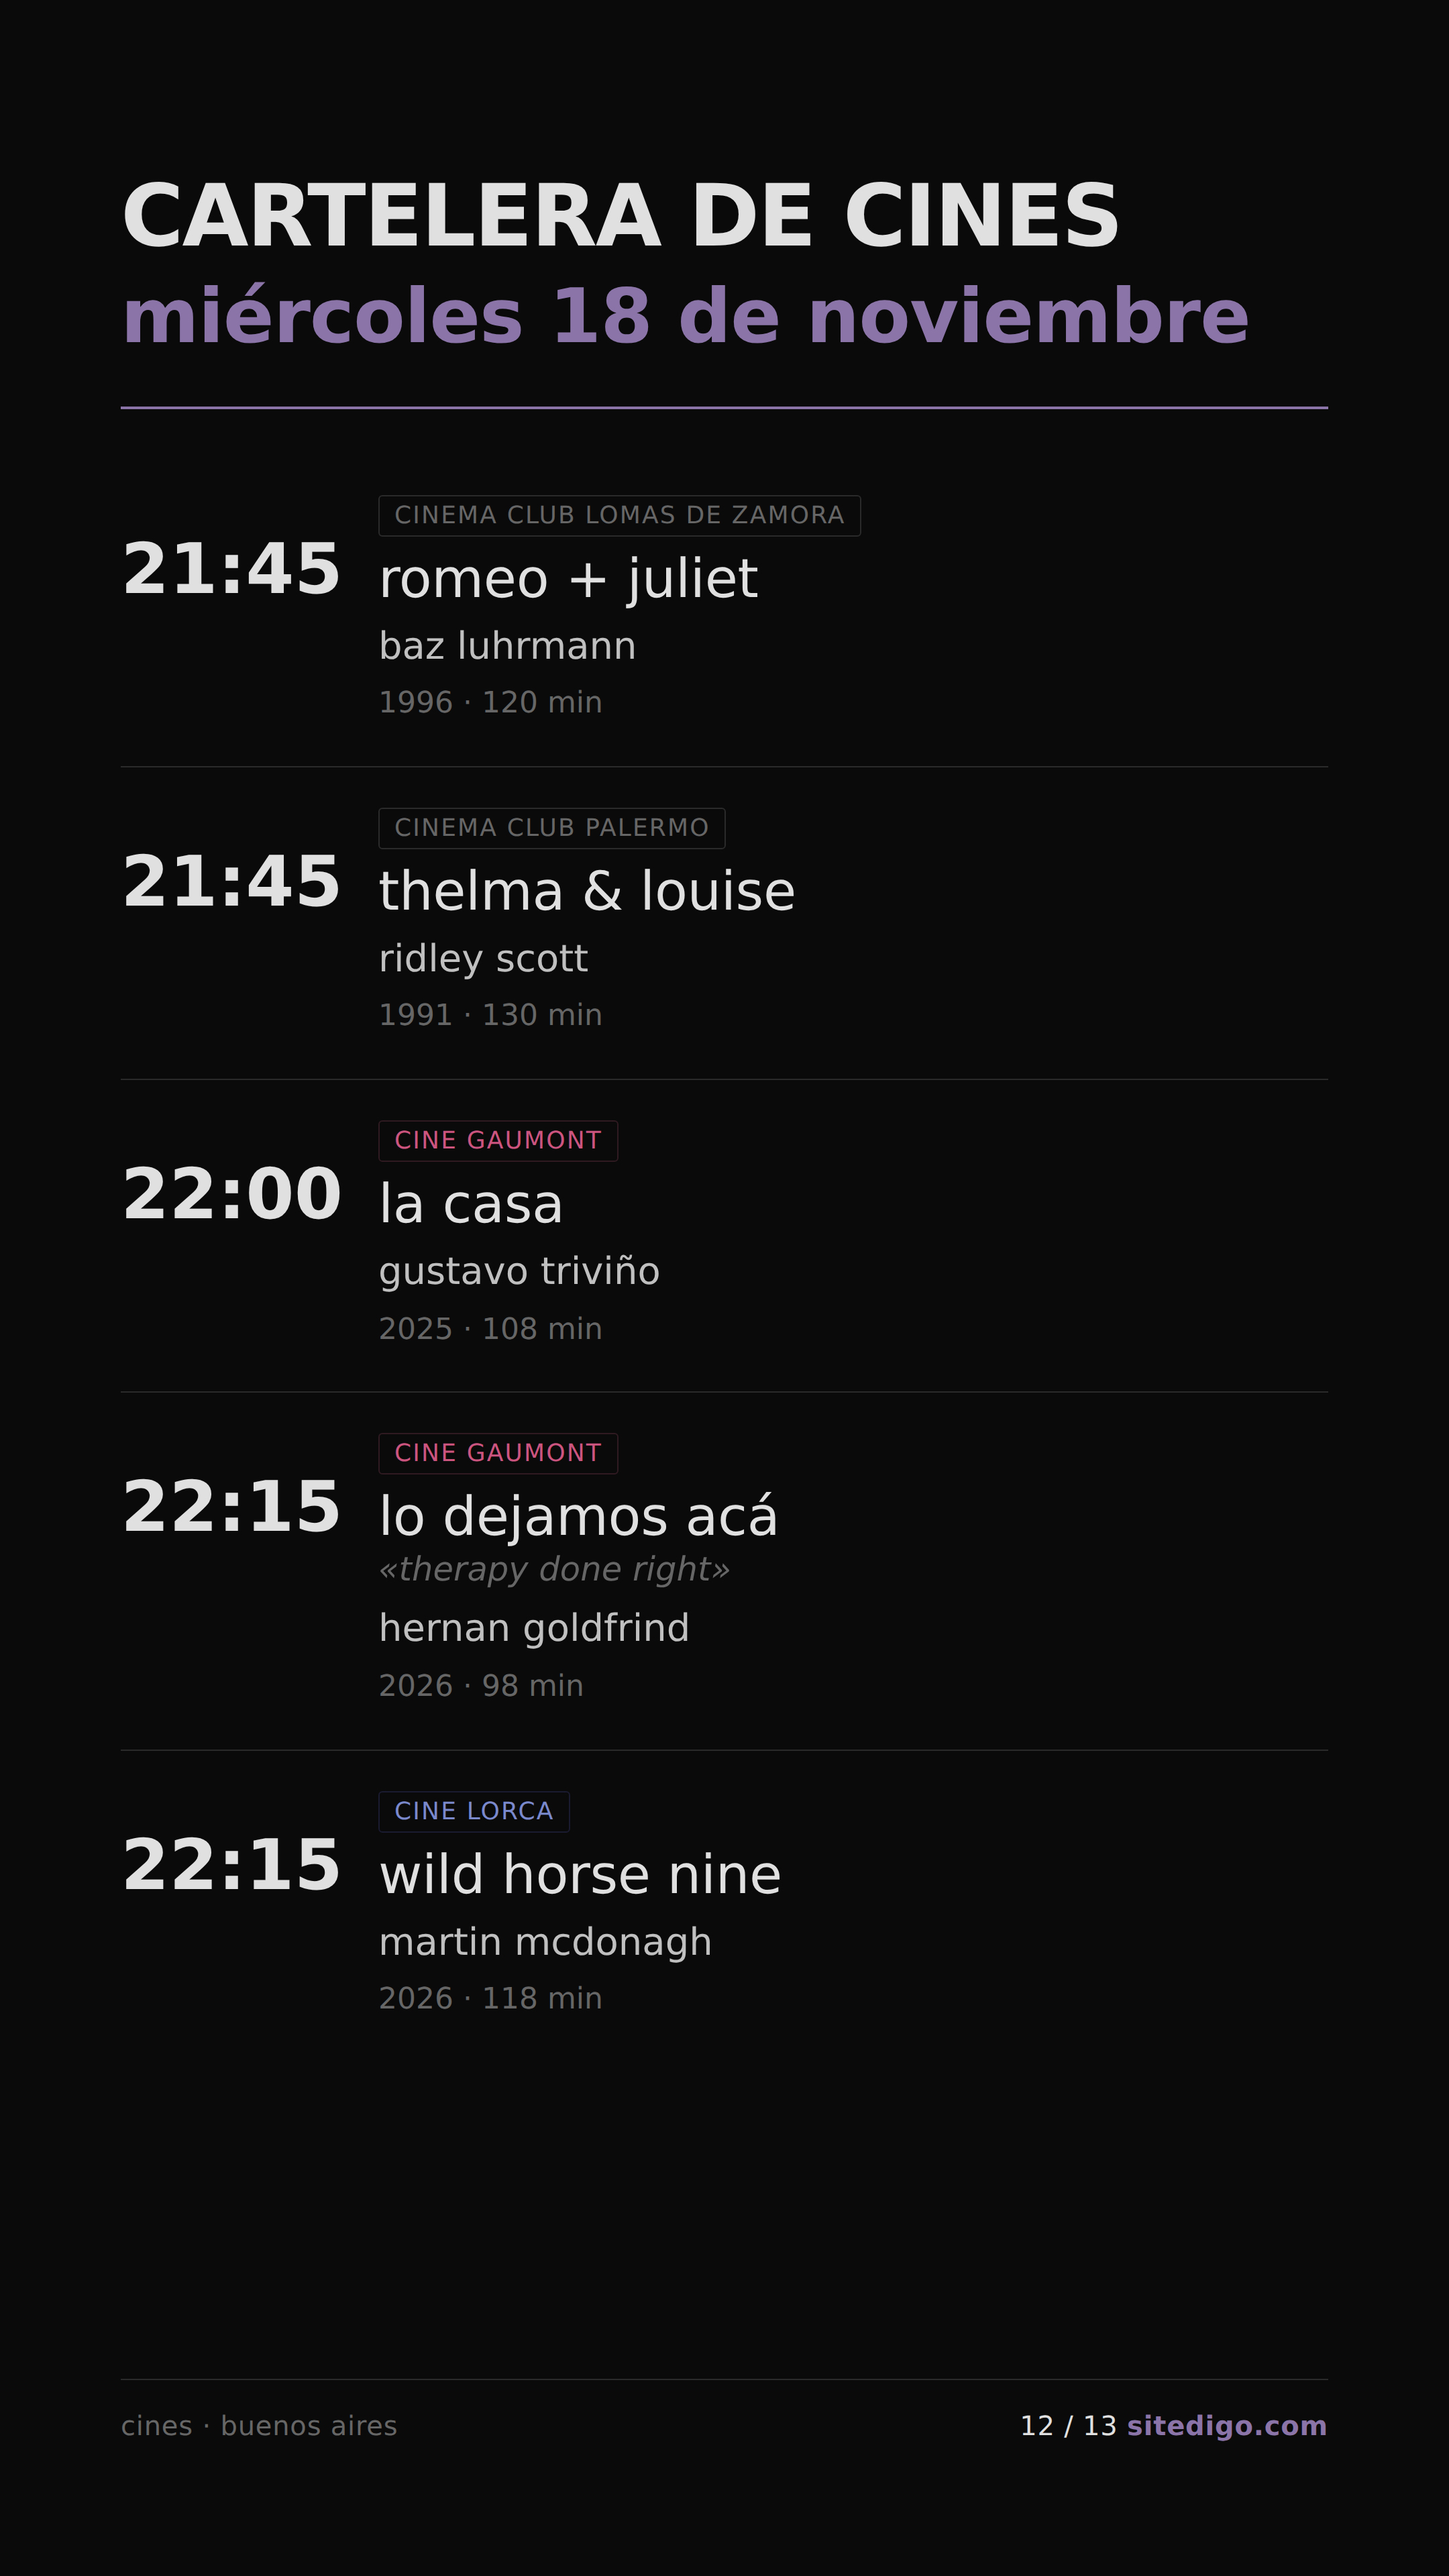 CARTELERA DE CINES
miércoles 18 de noviembre
CINEMA CLUB LOMAS DE ZAMORA
21:45
romeo + juliet
baz luhrmann
1996 · 120 min
CINEMA CLUB PALERMO
21:45
thelma & louise
ridley scott
1991 · 130 min
CINE GAUMONT
22:00
la casa
gustavo triviño
2025 · 108 min
CINE GAUMONT
22:15
lo dejamos acá
«therapy done right»
hernan goldfrind
2026 · 98 min
CINE LORCA
22:15
wild horse nine
martin mcdonagh
2026 · 118 min
cines · buenos aires
12 / 13 sitedigo.com